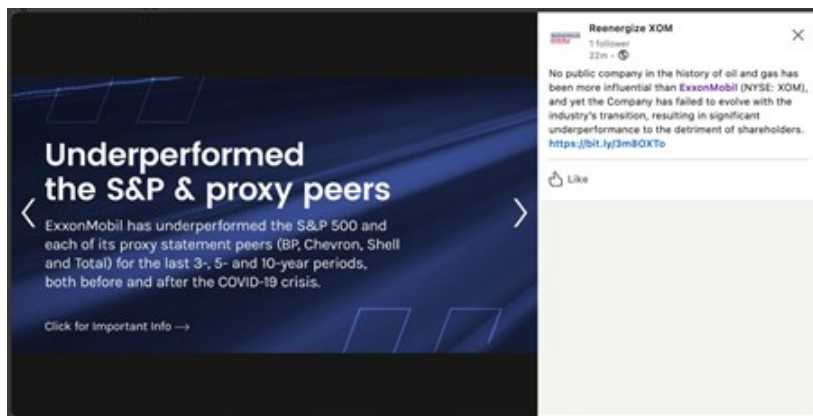 Underperformed
the S&P & proxy peers
ExxonMobil has underperformed the S&P 500 and
each of its proxy statement peers (BP, Chevron, Shell
and Total) for the last 3-, 5- and 10-year periods,
both before and after the COVID-19 crisis.
Click for Important Info →
Reenergize XOM
1 follower
22m •
No public company in the history of oil and gas has
been more influential than ExxonMobil (NYSE: XOM),
and yet the Company has failed to evolve with the
industry's transition, resulting in significant
underperformance to the detriment of shareholders.
https://bit.ly/3m8OXTo
Like